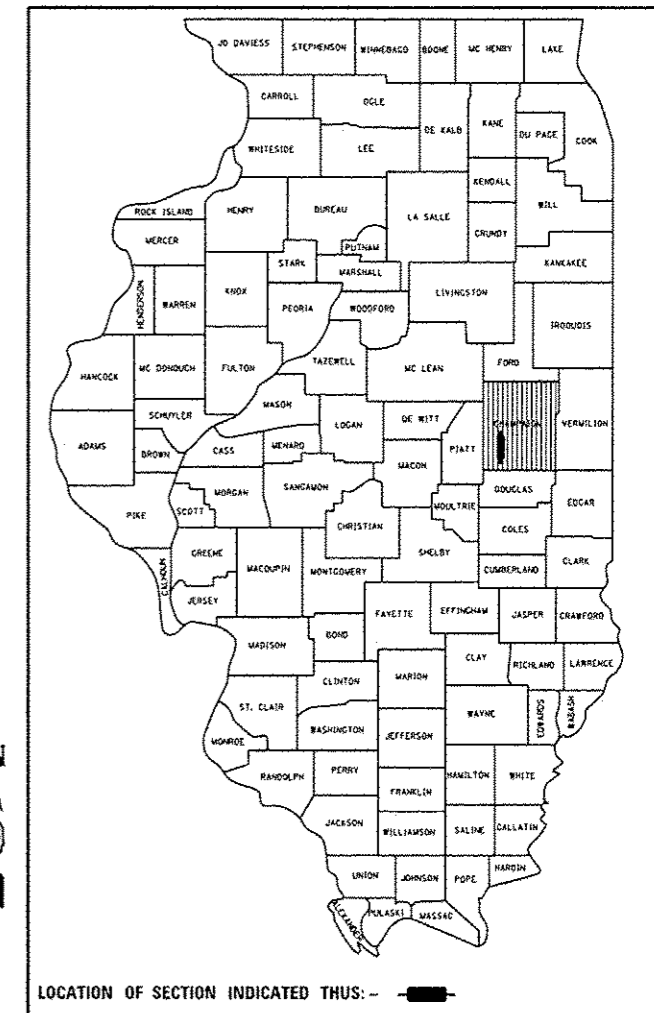 JO DAVIESS STEPHENSON WINNEBAGO BOONE MC HENRY LAKE
CARROLL OGLE DE KALB KANE DU PAGE COOK
WHITESIDE LEE KENDALL WILL
ROCK ISLAND HENRY BUREAU LA SALLE GRUNDY
MERCER PUTNAM KANKAKEE
STARK MARSHALL
HENDERSON WARREN KNOX PEORIA WOODFORD LIVINGSTON IROQUOIS
HANCOCK MC DONOUGH FULTON TAZEWELL MC LEAN FORD
SCHUYLER MASON LOGAN DE WITT CHAMPAIGN VERMILION
ADAMS BROWN CASS MENARD MACON PIATT
PIKE SCOTT MORGAN SANGAMON CHRISTIAN MOULTRIE DOUGLAS EDGAR
COLES
CALHOUN GREENE MACOUPIN MONTGOMERY SHELBY CUMBERLAND CLARK
JERSEY FAYETTE EFFINGHAM JASPER CRAWFORD
MADISON BOND
CLINTON MARION CLAY RICHLAND LAWRENCE
ST. CLAIR WASHINGTON JEFFERSON WAYNE EDWARDS WABASH
MONROE
RANDOLPH PERRY FRANKLIN HAMILTON WHITE
JACKSON WILLIAMSON SALINE GALLATIN
UNION JOHNSON POPE HARDIN
ALEXANDER PULASKI MASSAC
LOCATION OF SECTION INDICATED THUS:-